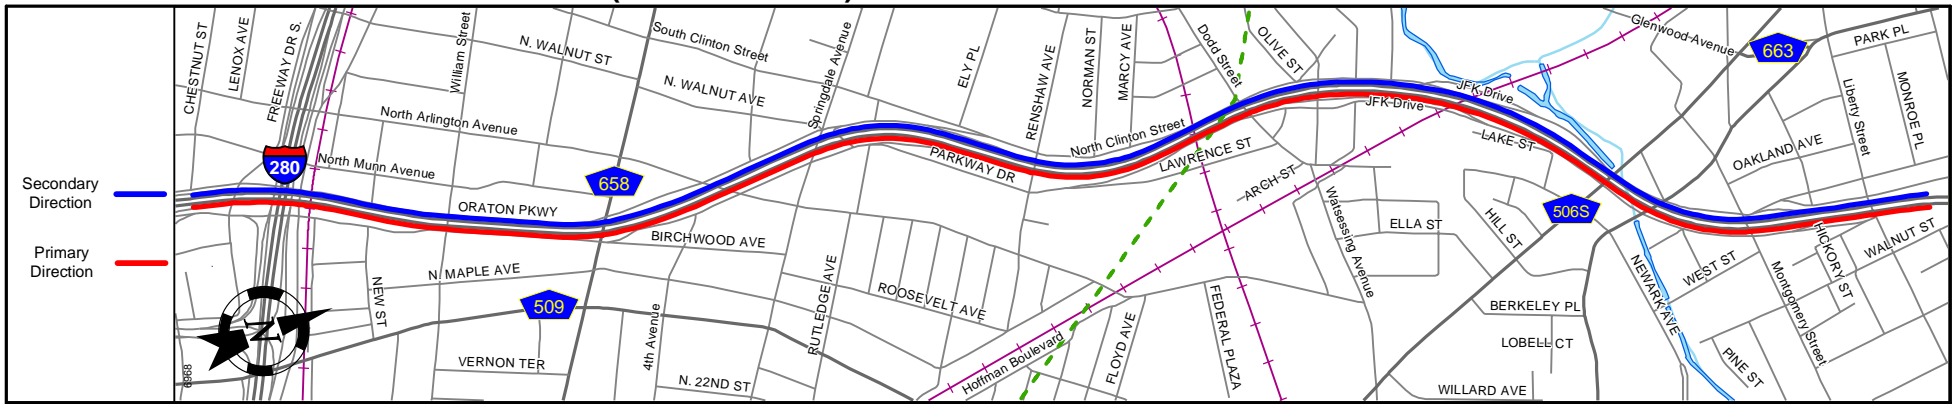 Secondary
Direction
Primary
Direction
CHESTNUT ST
LENOX AVE
FREEWAY DR S.
William Street
N. WALNUT ST
South Clinton Street
N. WALNUT AVE
Springdale Avenue
ELY PL
RENSHAW AVE
NORMAN ST
MARCY AVE
Dodd Street
OLIVE ST
Glenwood Avenue
663
PARK PL
MONROE PL
Liberty Street
OAKLAND AVE
North Arlington Avenue
North Munn Avenue
280
658
ORATON PKWY
PARKWAY DR
North Clinton Street
LAWRENCE ST
JFK Drive
JFK Drive
LAKE ST
ARCH ST
Watsessing Avenue
ELLA ST
HILL ST
506S
BIRCHWOOD AVE
N. MAPLE AVE
NEW ST
509
4th Avenue
RUTLEDGE AVE
ROOSEVELT AVE
VERNON TER
N. 22ND ST
Hoffman Boulevard
FLOYD AVE
FEDERAL PLAZA
BERKELEY PL
LOBELL CT
WILLARD AVE
NEWARK AVE
WEST ST
PINE ST
Montgomery Street
HICKORY ST
WALNUT ST
N
6968